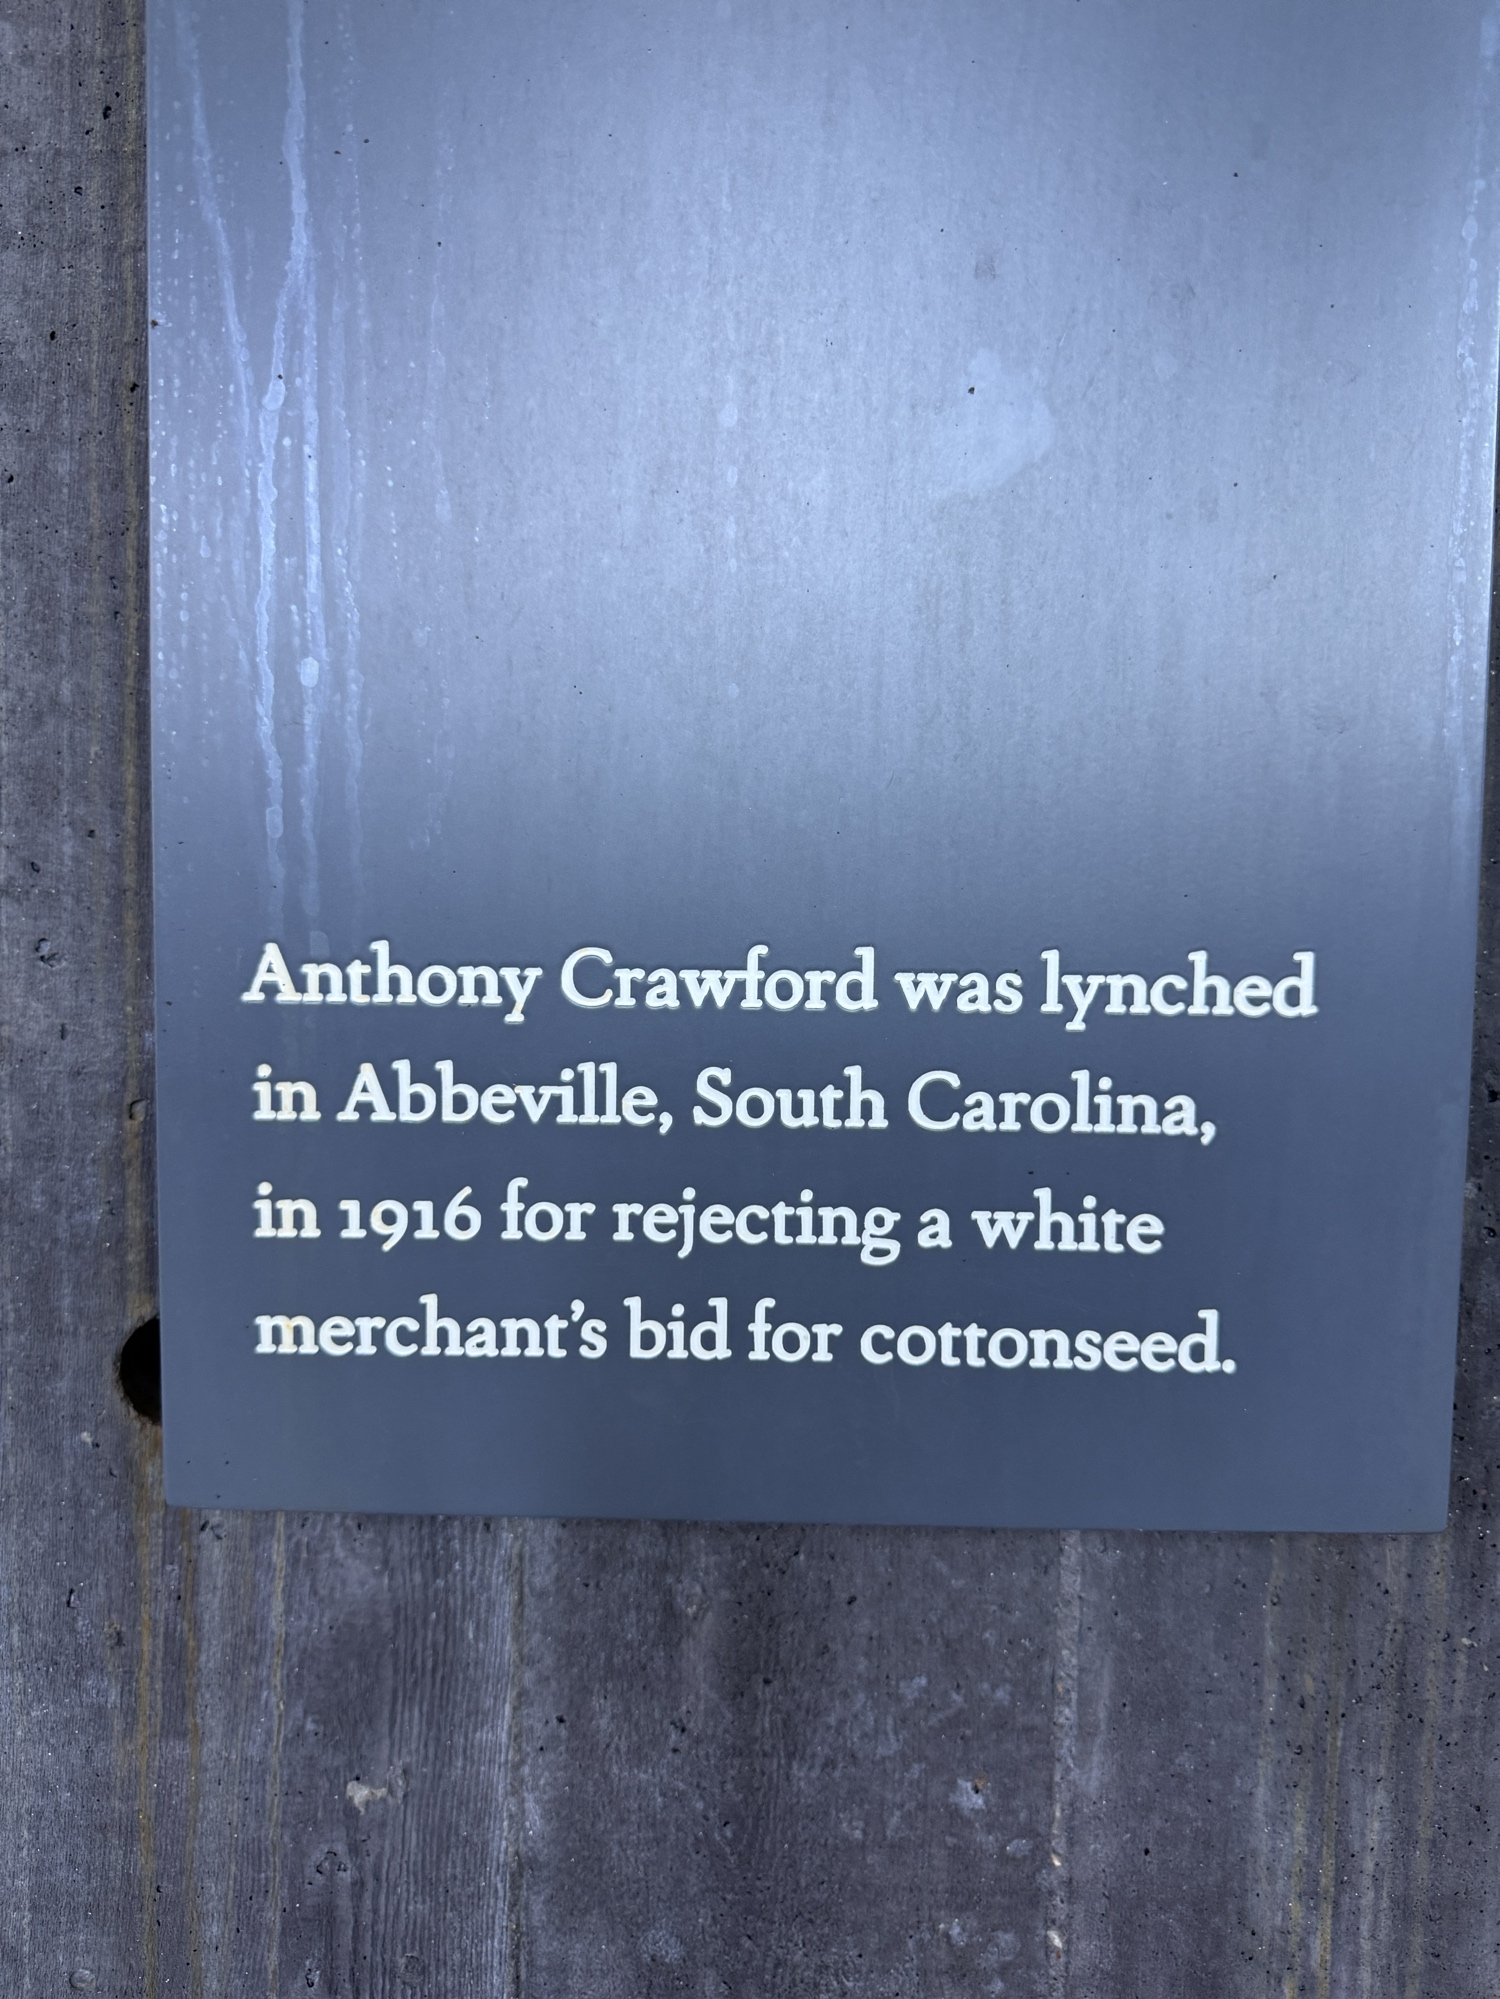 Anthony Crawford was lynched
in Abbeville, South Carolina,
in 1916 for rejecting a white
merchant’s bid for cottonseed.